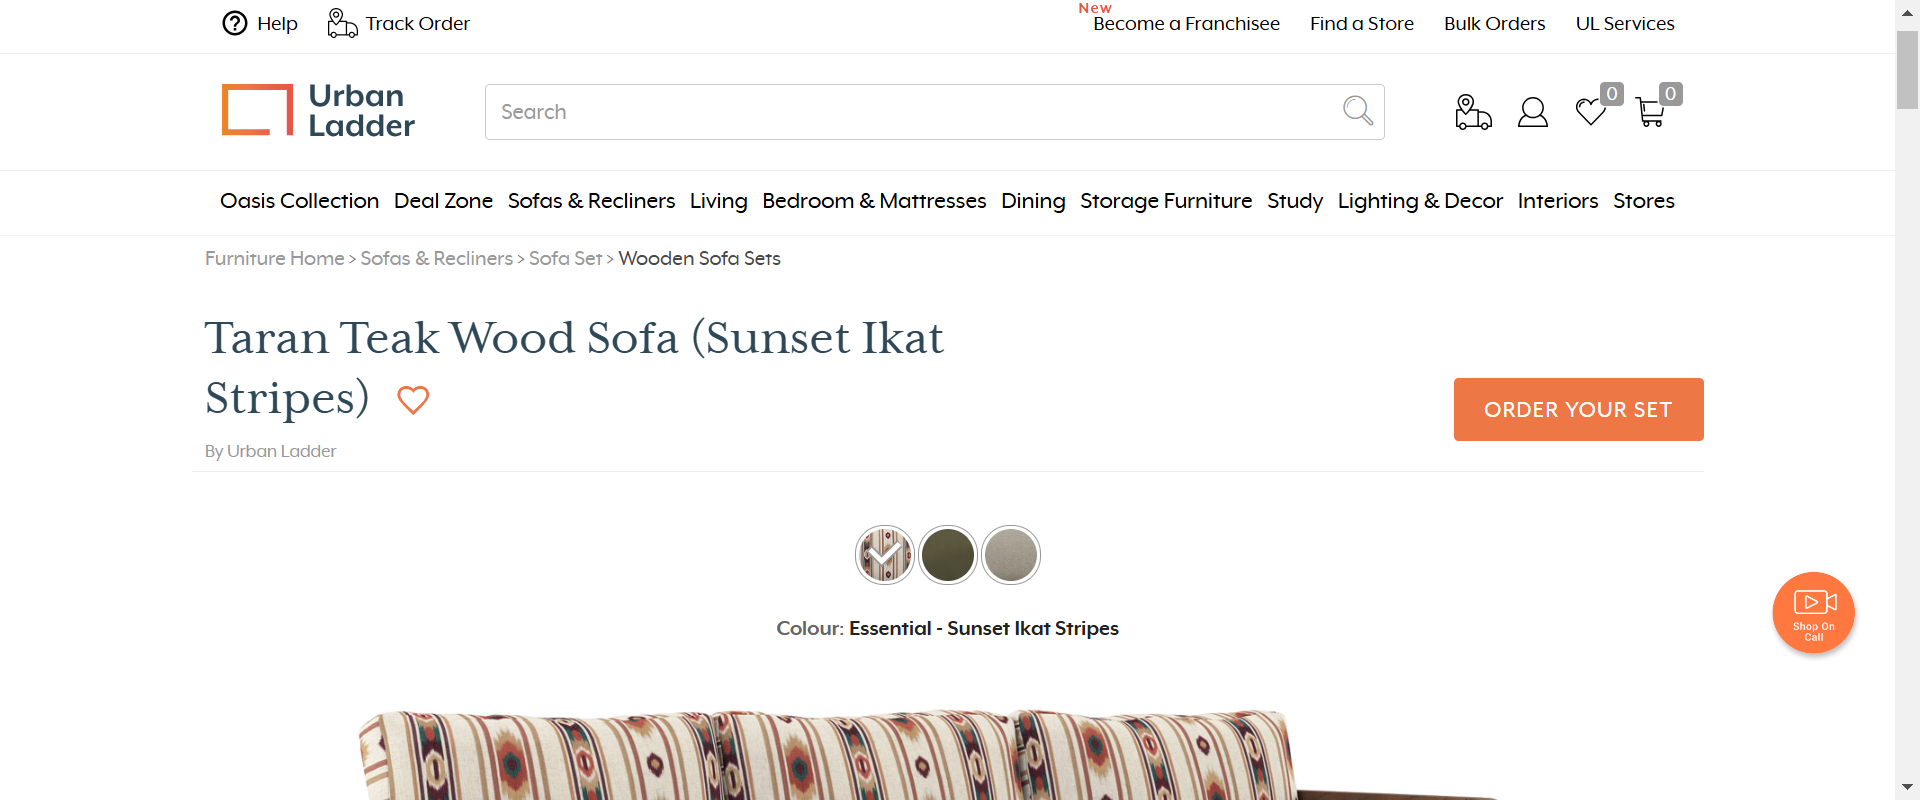 Help Track Order New Become a Franchisee Find a Store Bulk Orders UL Services
Urban
Ladder
Search
0 0
Oasis Collection Deal Zone Sofas & Recliners Living Bedroom & Mattresses Dining Storage Furniture Study Lighting & Decor Interiors Stores
Furniture Home > Sofas & Recliners > Sofa Set > Wooden Sofa Sets
Taran Teak Wood Sofa (Sunset Ikat
Stripes)
ORDER YOUR SET
By Urban Ladder
Shop On
Call
Colour: Essential - Sunset Ikat Stripes